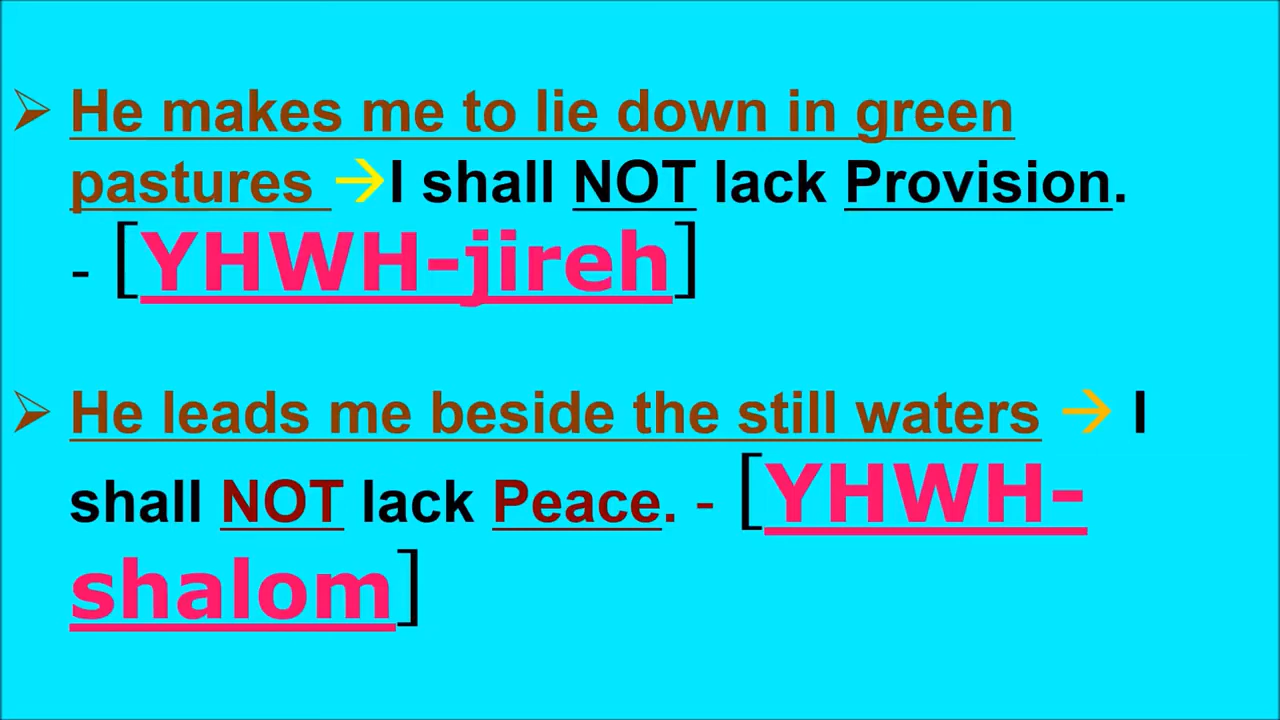 ➢ He makes me to lie down in green
pastures →I shall NOT lack Provision.
- [YHWH-jireh]
➢ He leads me beside the still waters → I
shall NOT lack Peace. - [YHWH-
shalom]